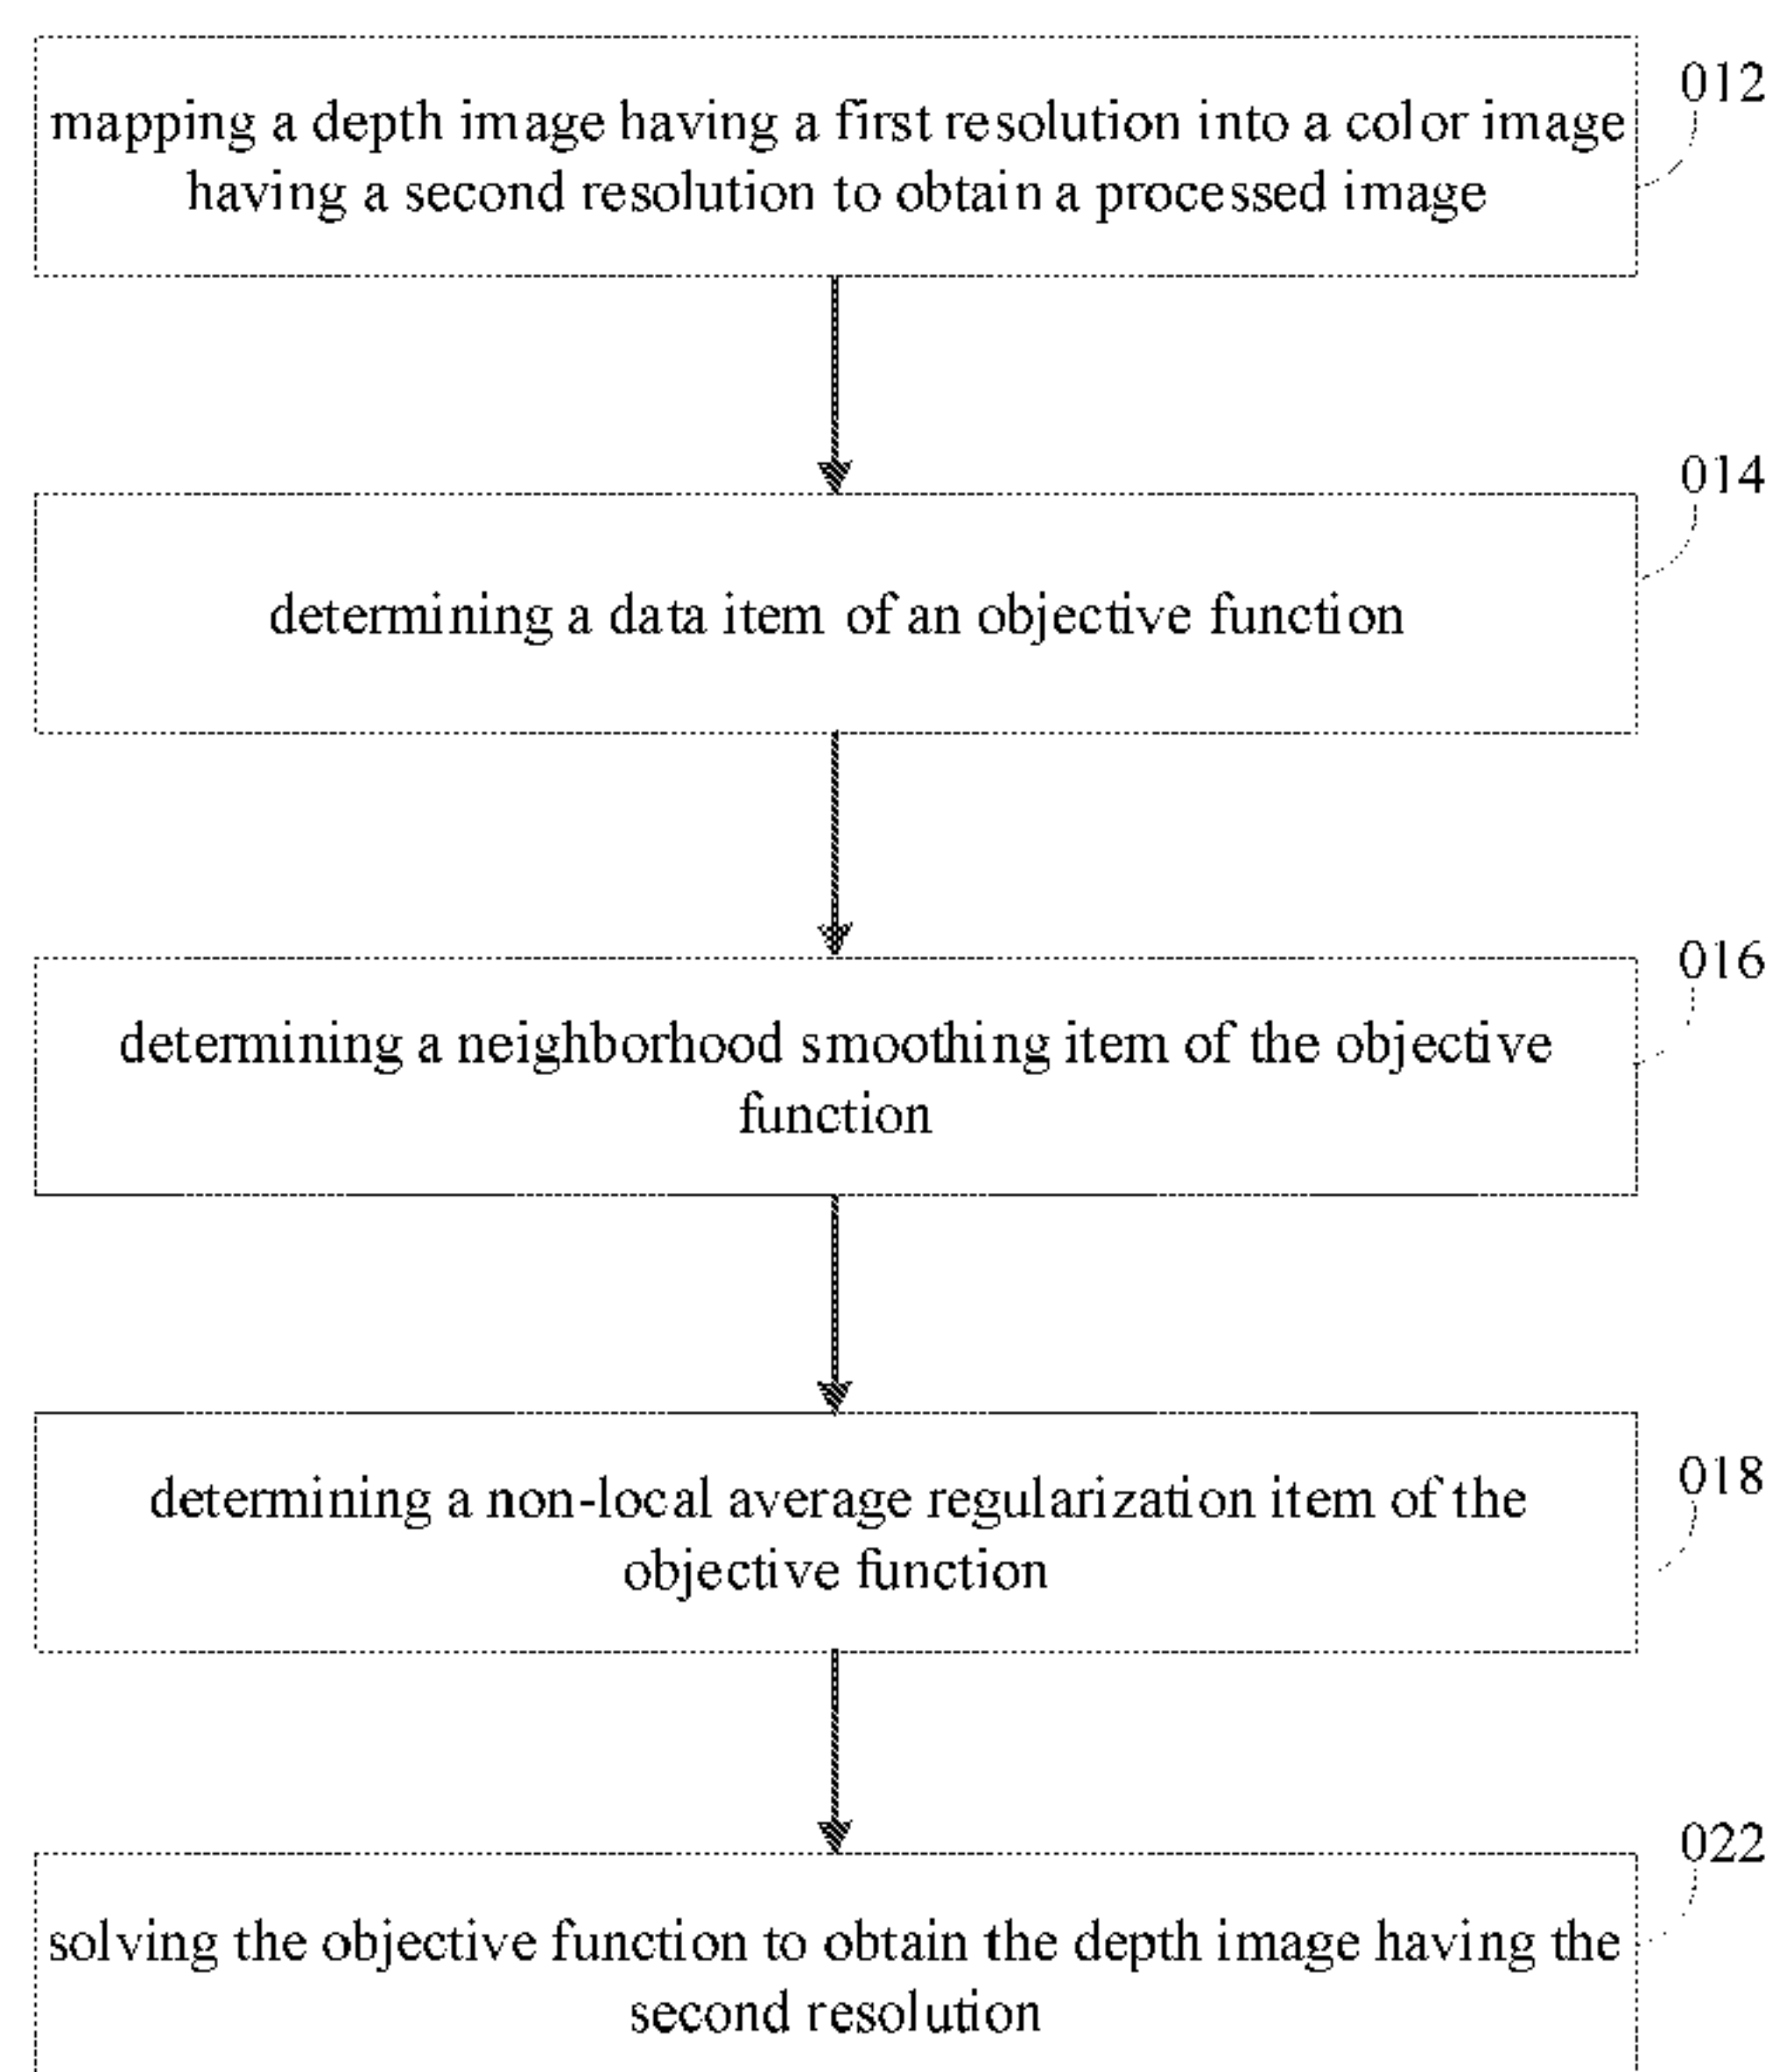 012
mapping a depth image having a first resolution into a color image
having a second resolution to obtain a processed image
014
determining a data item of an objective function
016
determining a neighborhood smoothing item of the objective
function
018
determining a non-local average regularization item of the
objective function
022
solving the objective function to obtain the depth image having the
second resolution